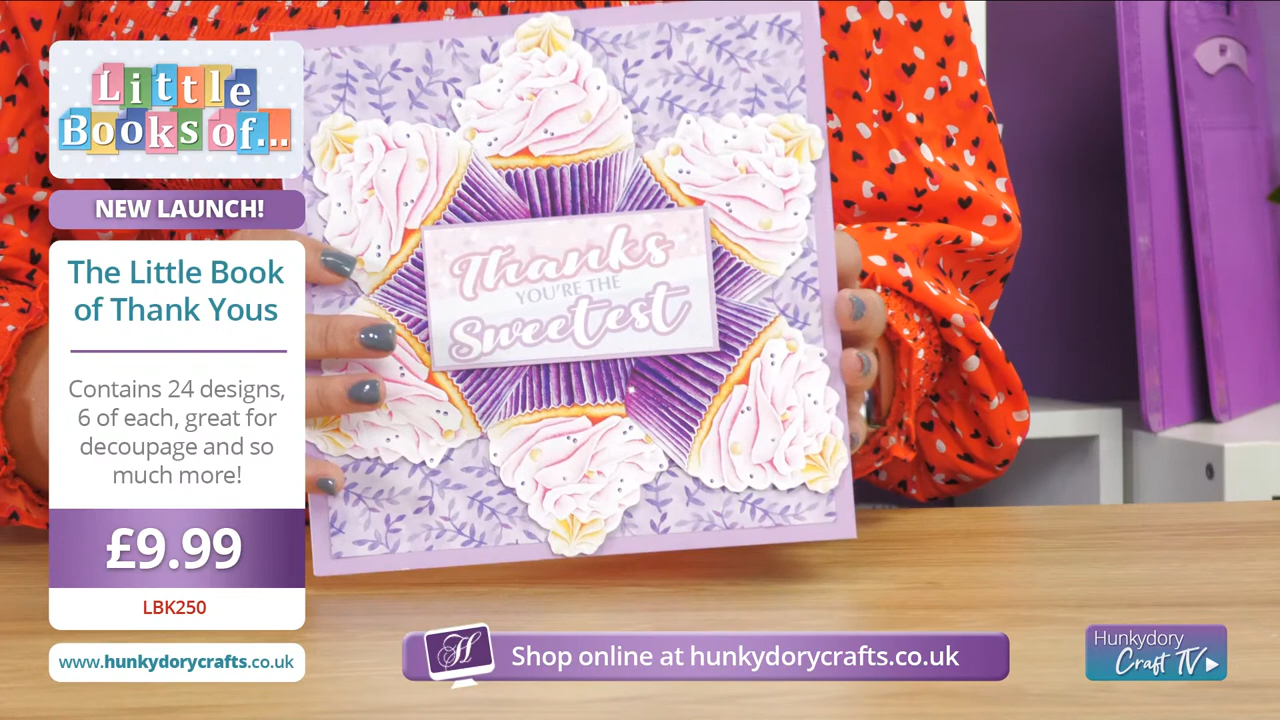 Little
Books of...
NEW LAUNCH!
The Little Book
of Thank Yous
Contains 24 designs,
6 of each, great for
decoupage and so
much more!
£9.99
LBK250
www.hunkydorycrafts.co.uk
Thanks
YOU'RE THE
Sweetest
H Shop online at hunkydorycrafts.co.uk
Hunkydory
Craft TV